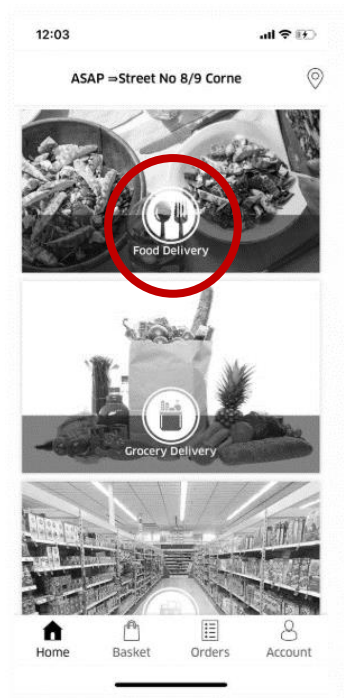 12:03
ASAP ⇒Street No 8/9 Corne
Food Delivery
Grocery Delivery
Home
Basket
Orders
Account